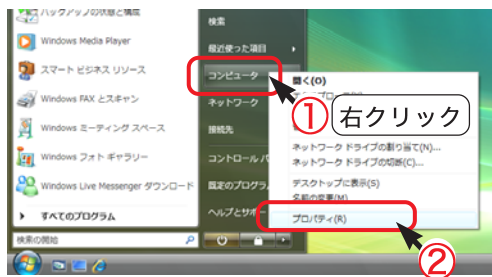 バックアップの状態と構成
Windows Media Player
スマート ビジネス リソース
Windows FAX とスキャン
Windows ミーティング スペース
Windows フォト ギャラリー
Windows Live Messenger ダウンロード
すべてのプログラム
検索の開始
検索
最近使った項目
コンピュータ
ネットワーク
接続先
コントロール パ
既定のプログラ
ヘルプとサポー
開く(O)
①右クリック
ネットワーク ドライブの割り当て(N)...
ネットワーク ドライブの切断(C)...
デスクトップに表示(S)
名前の変更(M)
プロパティ(R)
②